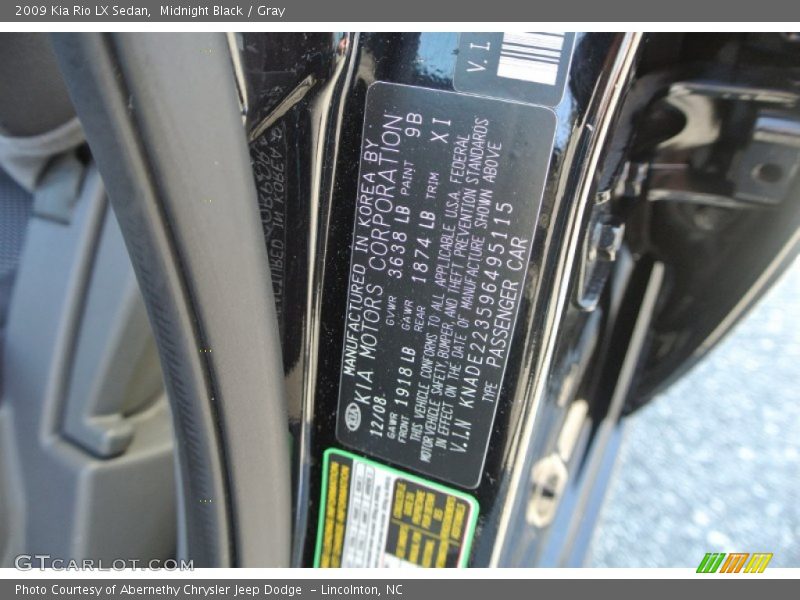 2009 Kia Rio LX Sedan, Midnight Black / Gray
V. I
MANUFACTURED IN KOREA BY
KIA KIA MOTORS CORPORATION
12/08 GVWR 3638 LB PAINT 9B
GAWR FRONT 1918 LB GAWR REAR 1874 LB TRIM XI
THIS VEHICLE CONFORMS TO ALL APPLICABLE U.S.A. FEDERAL
MOTOR VEHICLE SAFETY, BUMPER, AND THEFT PREVENTION STANDARDS
IN EFFECT ON THE DATE OF MANUFACTURE SHOWN ABOVE
V.I.N KNADE223596495115
TYPE PASSENGER CAR
GTCarLot.com
Photo Courtesy of Abernethy Chrysler Jeep Dodge - Lincolnton, NC